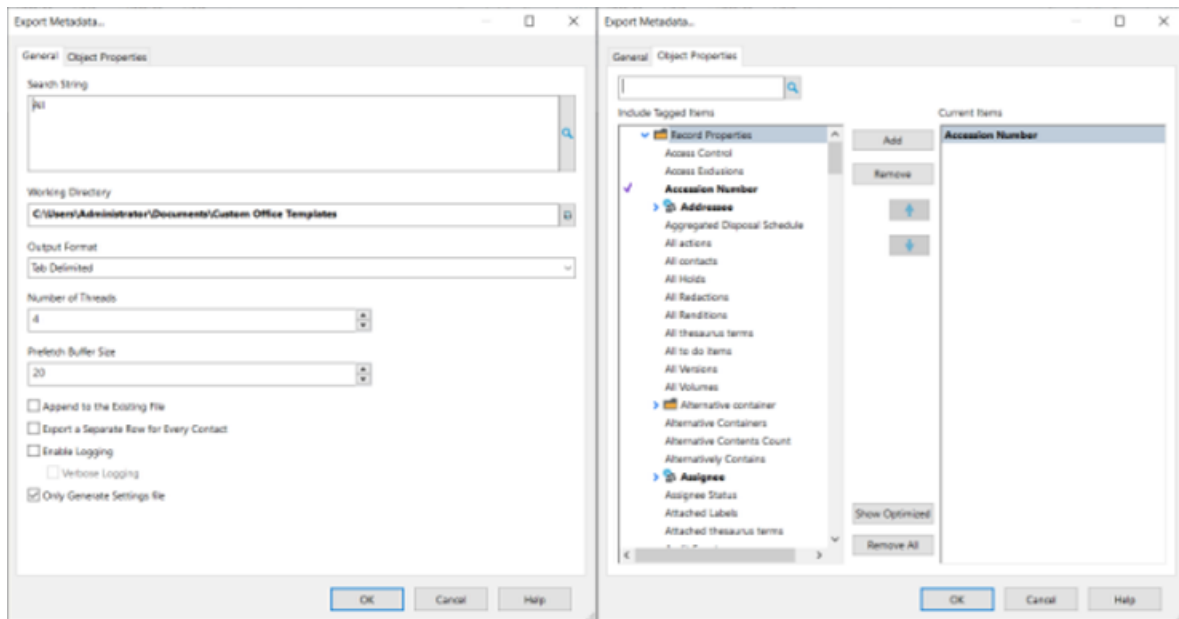 Export Metadata...
General Object Properties
Search String
All
Working Directory
C:\Users\Administrator\Documents\Custom Office Templates
Output Format
Tab Delimited
Number of Threads
4
Prefetch Buffer Size
20
Append to the Existing File
Export a Separate Row for Every Contact
Enable Logging
Verbose Logging
Only Generate Settings file
OK Cancel Help
Export Metadata...
General Object Properties
Include Tagged Items
Record Properties
Access Control
Access Exclusions
Accession Number
Addressee
Aggregated Disposal Schedule
All actions
All contacts
All Holds
All Redactions
All Renditions
All thesaurus terms
All to do items
All Versions
All Volumes
Alternative container
Alternative Containers
Alternative Contents Count
Alternatively Contains
Assignee
Assignee Status
Attached Labels
Attached thesaurus terms
Add
Remove
Show Optimized
Remove All
Current Items
Accession Number
OK Cancel Help